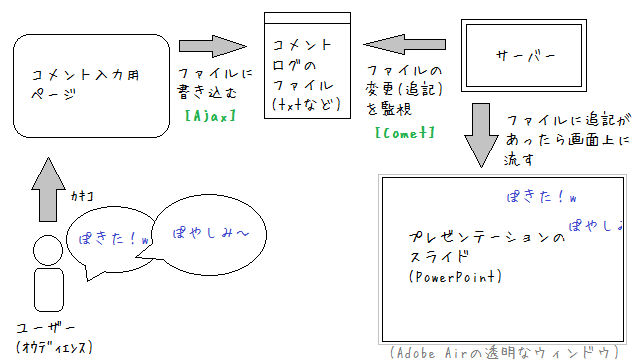 コメント入力用
ページ
ファイルに
書き込む
[Ajax]
コメント
ログの
ファイル
(txtなど)
ファイルの
変更(追記)
を監視
[Comet]
サーバー
ファイルに追記が
あったら画面上に
流す
カキコ
ぽきた!w
ぽやしみ~
ユーザー
(オウディエンス)
ぽきた!w
ぽやしみ
プレゼンテーションの
スライド
(PowerPoint)
(Adobe Airの透明なウィンドウ)